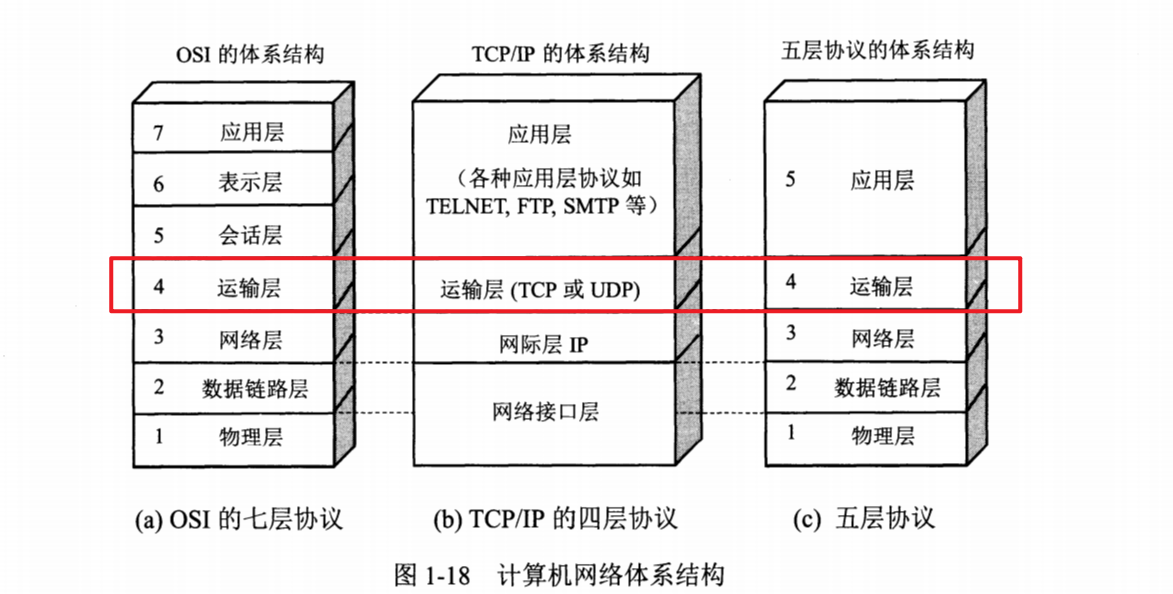 OSI 的体系结构
7 应用层
6 表示层
5 会话层
4 运输层
3 网络层
2 数据链路层
1 物理层
(a) OSI 的七层协议
TCP/IP 的体系结构
应用层
（各种应用层协议如
TELNET, FTP, SMTP 等）
运输层 (TCP 或 UDP)
网际层 IP
网络接口层
(b) TCP/IP 的四层协议
五层协议的体系结构
5 应用层
4 运输层
3 网络层
2 数据链路层
1 物理层
(c) 五层协议
图 1-18 计算机网络体系结构